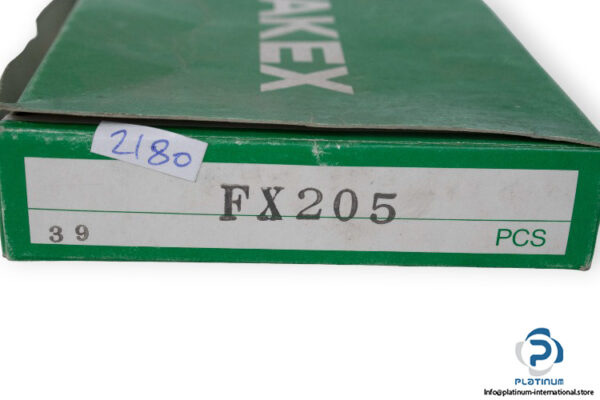 AKEX
2180
FX205
39 PCS
PLATINUM
Info@platinum-international.store